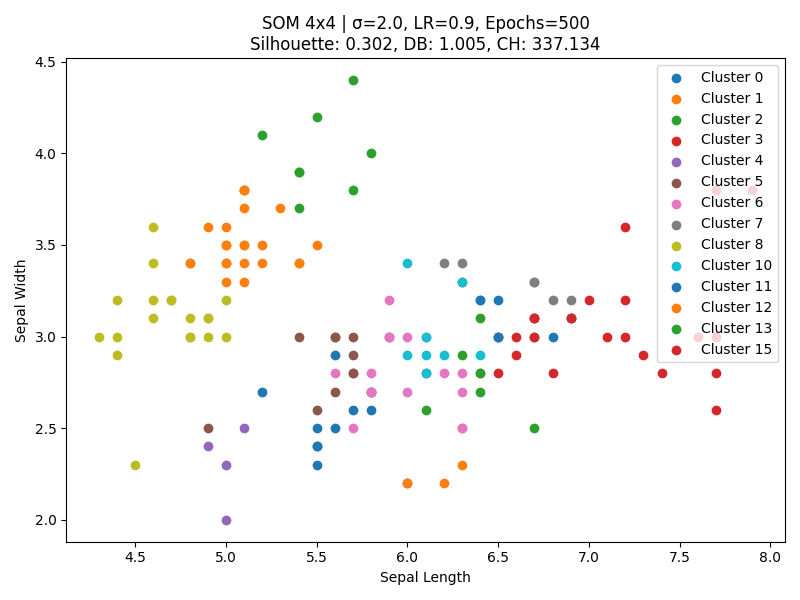 SOM 4x4 | σ=2.0, LR=0.9, Epochs=500
Silhouette: 0.302, DB: 1.005, CH: 337.134
4.5
4.0
3.5
3.0
2.5
2.0
Sepal Width
Cluster 0
Cluster 1
Cluster 2
Cluster 3
Cluster 4
Cluster 5
Cluster 6
Cluster 7
Cluster 8
Cluster 10
Cluster 11
Cluster 12
Cluster 13
Cluster 15
4.5 5.0 5.5 6.0 6.5 7.0 7.5 8.0
Sepal Length